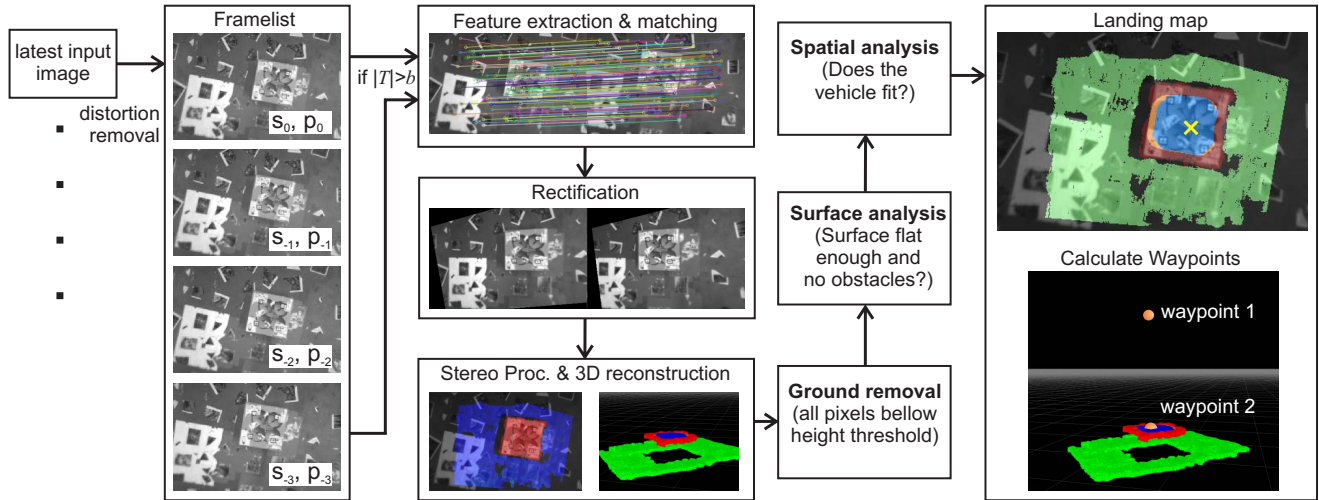 latest input
image
distortion
removal
Framelist
s0, p0
s-1, p-1
s-2, p-2
s-3, p-3
if |T|>b
Feature extraction & matching
Rectification
Stereo Proc. & 3D reconstruction
Ground removal
(all pixels bellow
height threshold)
Surface analysis
(Surface flat
enough and
no obstacles?)
Spatial analysis
(Does the
vehicle fit?)
Landing map
Calculate Waypoints
waypoint 1
waypoint 2